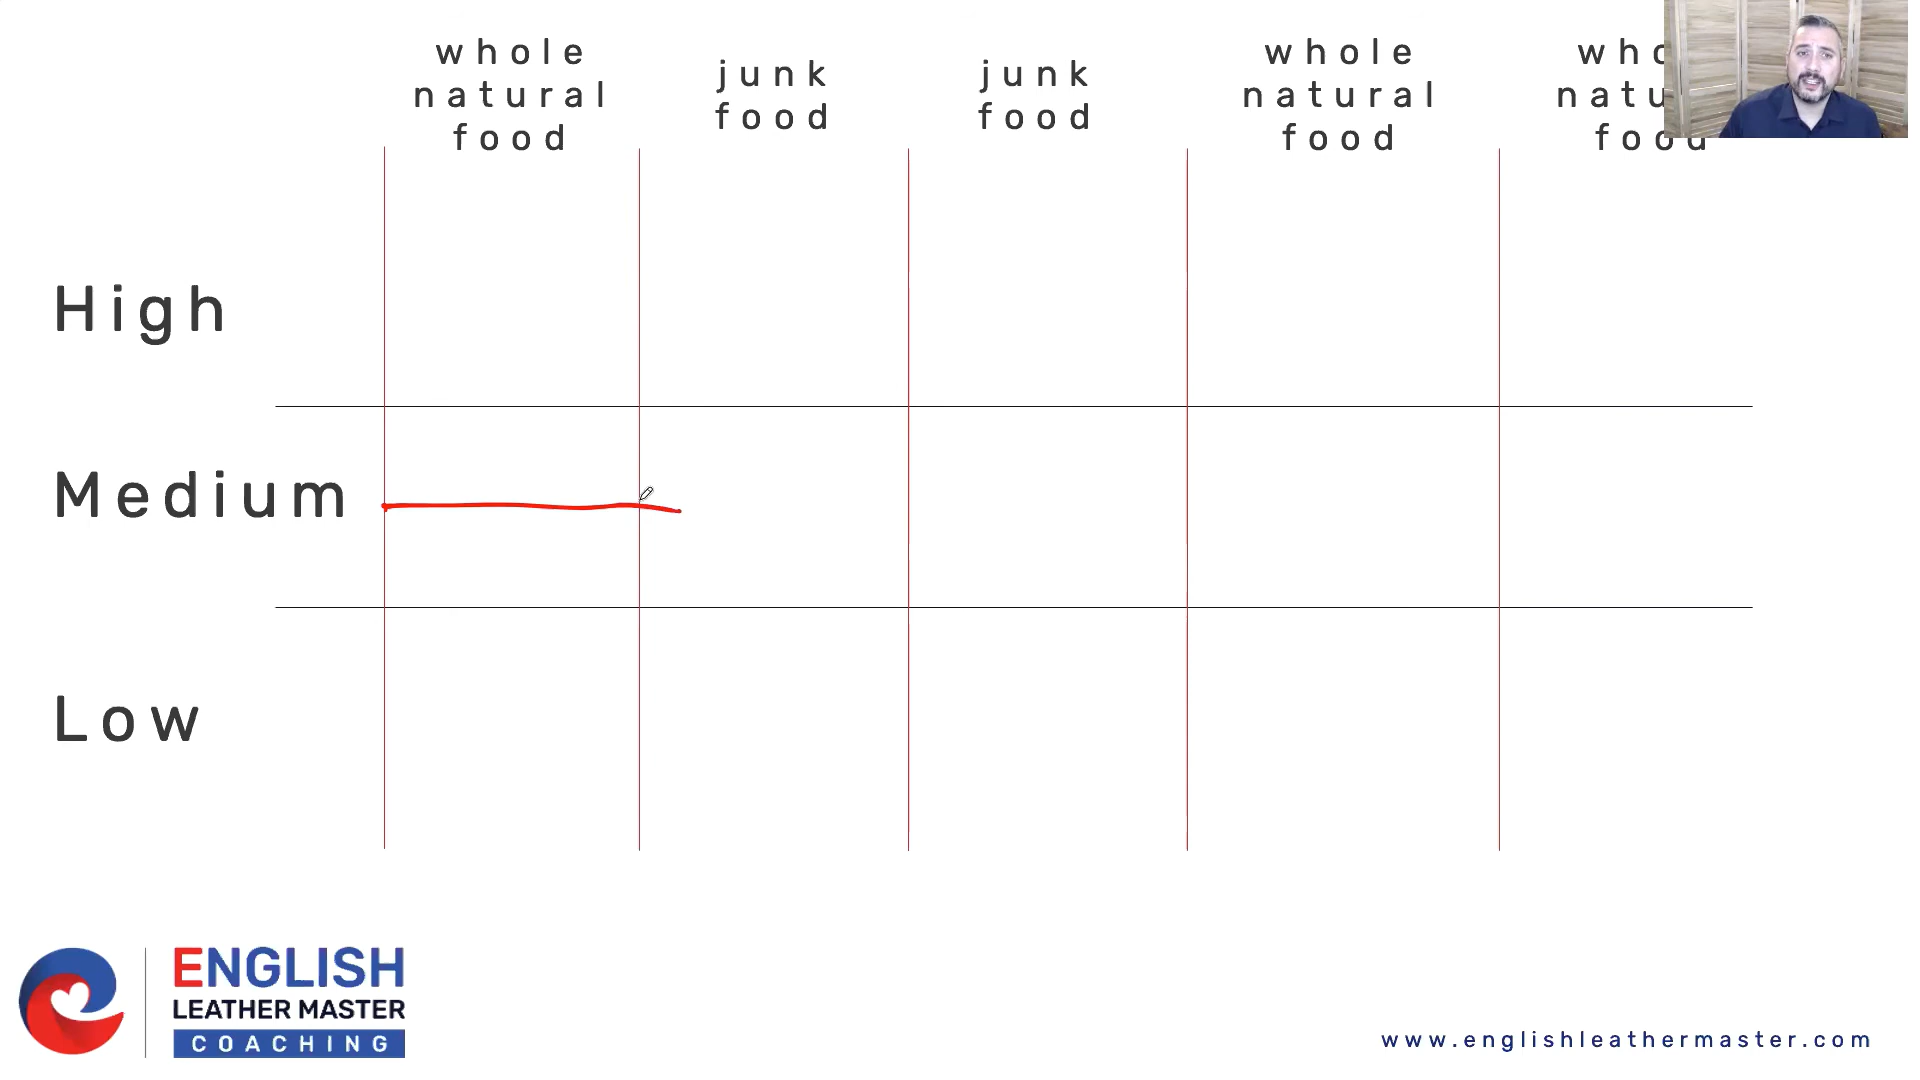 whole
natural
food
junk
food
junk
food
whole
natural
food
High
Medium
Low
ENGLISH
LEATHER MASTER
COACHING
www.englishleathermaster.com